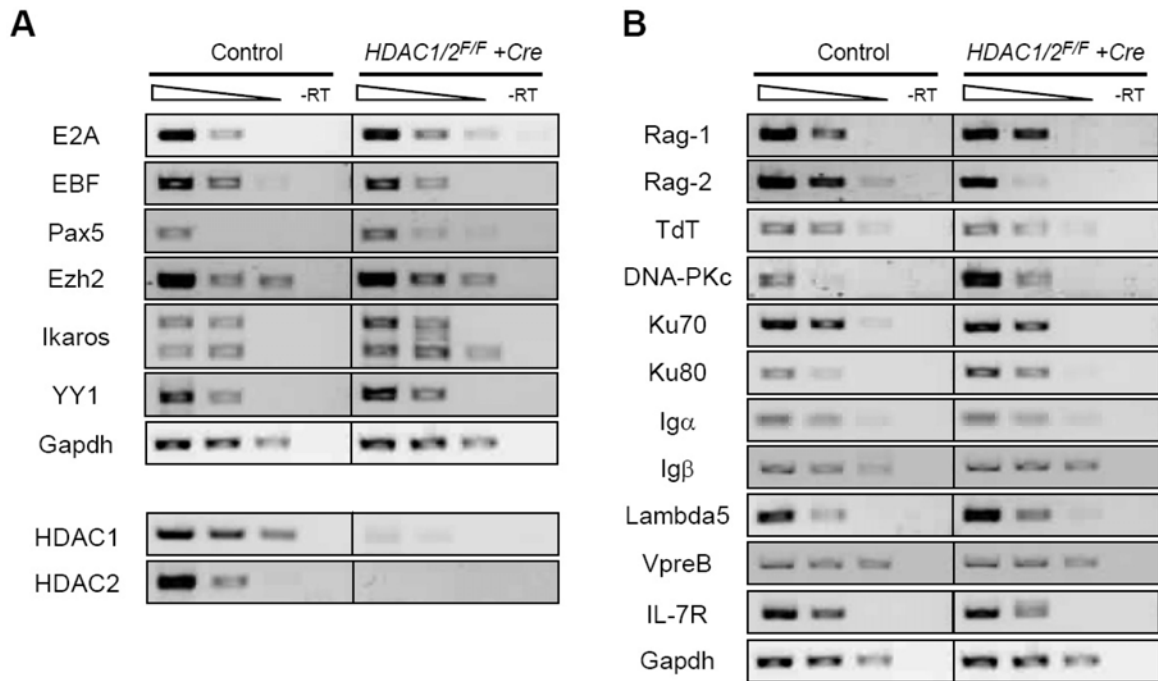 A
Control
HDAC1/2F/F +Cre
-RT
-RT
E2A
EBF
Pax5
Ezh2
Ikaros
YY1
Gapdh
HDAC1
HDAC2
B
Control
HDAC1/2F/F +Cre
-RT
-RT
Rag-1
Rag-2
TdT
DNA-PKc
Ku70
Ku80
Igα
Igβ
Lambda5
VpreB
IL-7R
Gapdh